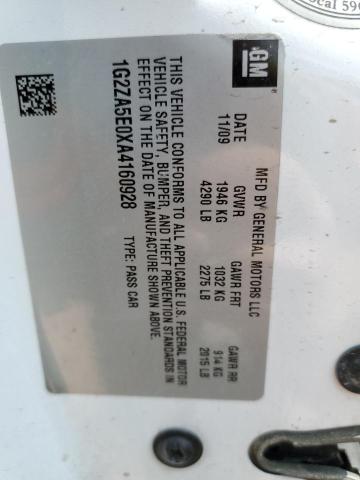 Local 59
GM
MFD BY GENERAL MOTORS LLC
DATE GVWR GAWR FRT GAWR RR
11/09 1946 KG 1032 KG 914 KG
4290 LB 2275 LB 2015 LB
THIS VEHICLE CONFORMS TO ALL APPLICABLE U.S. FEDERAL MOTOR
VEHICLE SAFETY, BUMPER, AND THEFT PREVENTION STANDARDS IN
EFFECT ON THE DATE OF MANUFACTURE SHOWN ABOVE.
1G2ZA5E0XA4160928 TYPE: PASS CAR